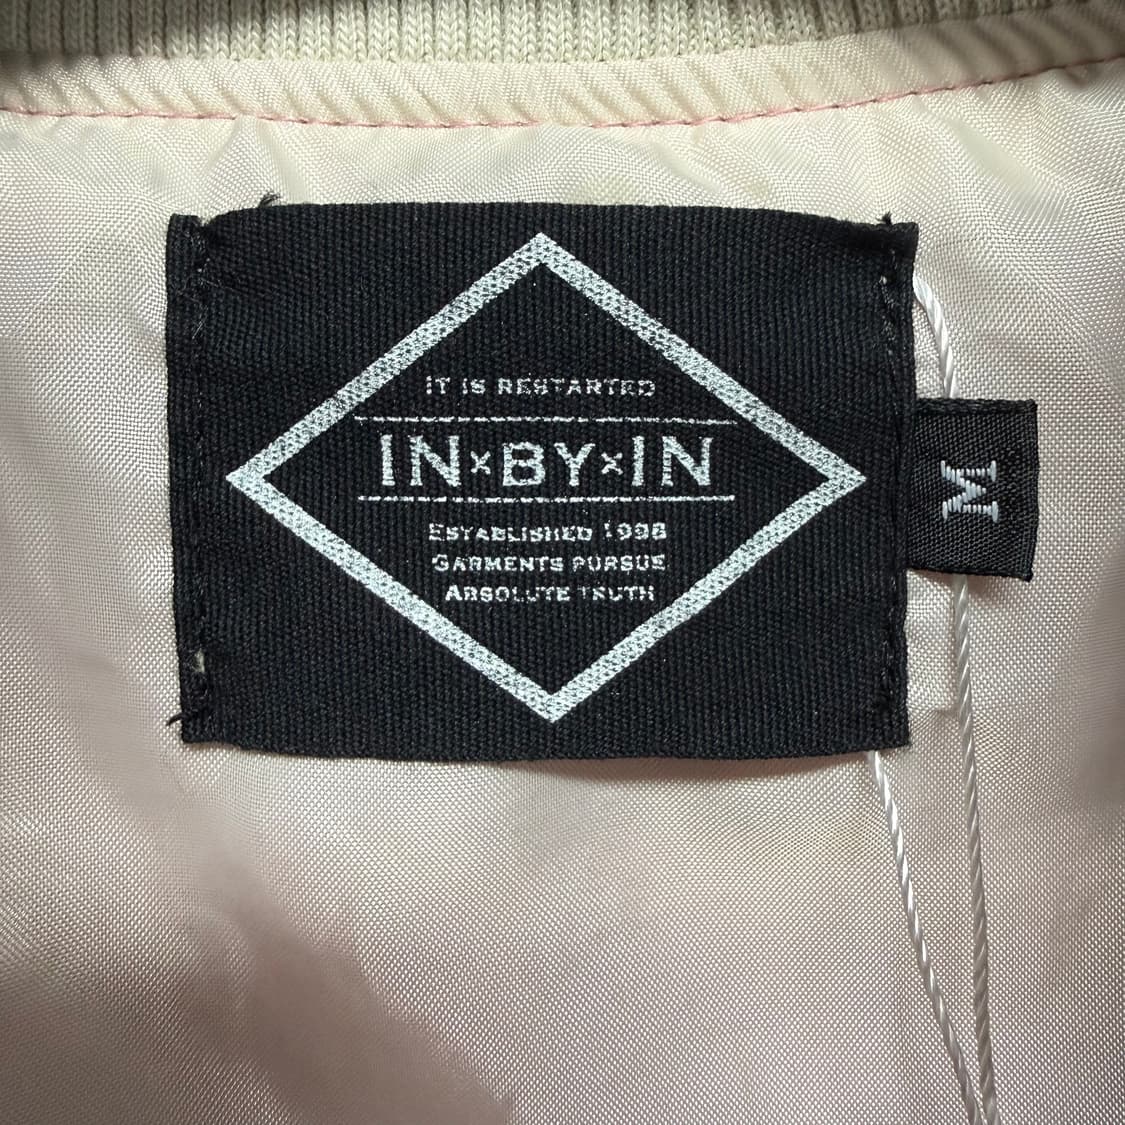 IT IS RESTARTED
IN×BY×IN
ESTABLISHED 1998
GARMENTS PURSUE
ABSOLUTE TRUTH
M